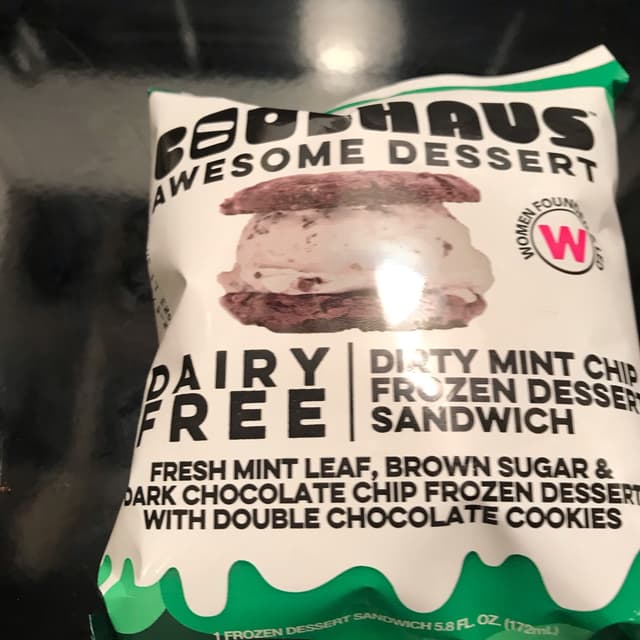 COOLHAUS
AWESOME DESSERT
WOMEN FOUNDED
W
DAIRY FREE
DIRTY MINT CHIP
FROZEN DESSERT
SANDWICH
FRESH MINT LEAF, BROWN SUGAR &
DARK CHOCOLATE CHIP FROZEN DESSERT
WITH DOUBLE CHOCOLATE COOKIES
1 FROZEN DESSERT SANDWICH 5.8 FL. OZ. (172mL)